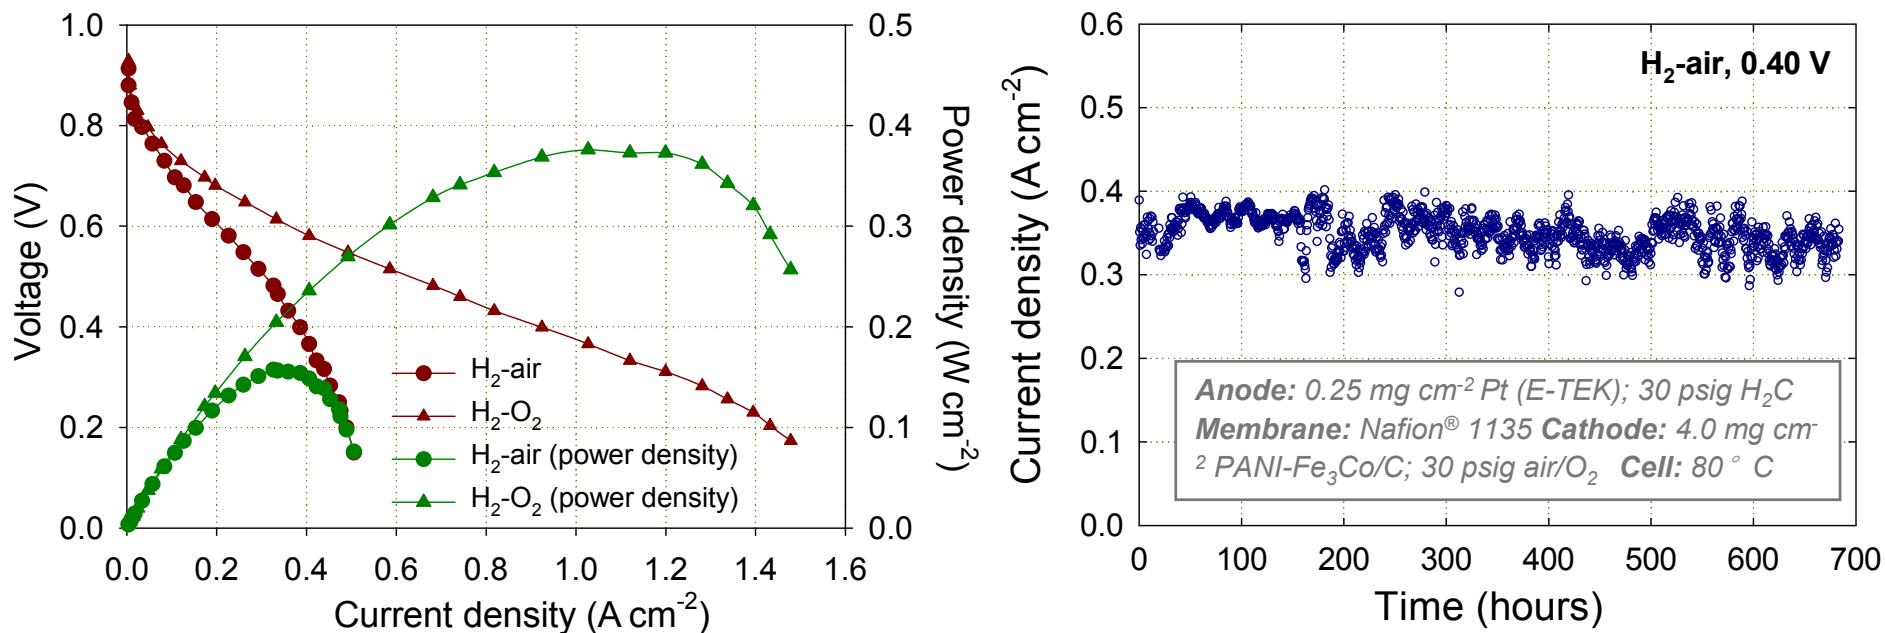 1.0
0.8
0.6
0.4
0.2
0.0
Voltage (V)
0.0 0.2 0.4 0.6 0.8 1.0 1.2 1.4 1.6
Current density (A cm⁻²)
0.5
0.4
0.3
0.2
0.1
0.0
Power density (W cm⁻²)
H₂-air
H₂-O₂
H₂-air (power density)
H₂-O₂ (power density)
0.6
0.5
0.4
0.3
0.2
0.1
0.0
Current density (A cm⁻²)
H₂-air, 0.40 V
Anode: 0.25 mg cm⁻² Pt (E-TEK); 30 psig H₂C
Membrane: Nafion® 1135 Cathode: 4.0 mg cm⁻
² PANI-Fe₃Co/C; 30 psig air/O₂ Cell: 80° C
0 100 200 300 400 500 600 700
Time (hours)